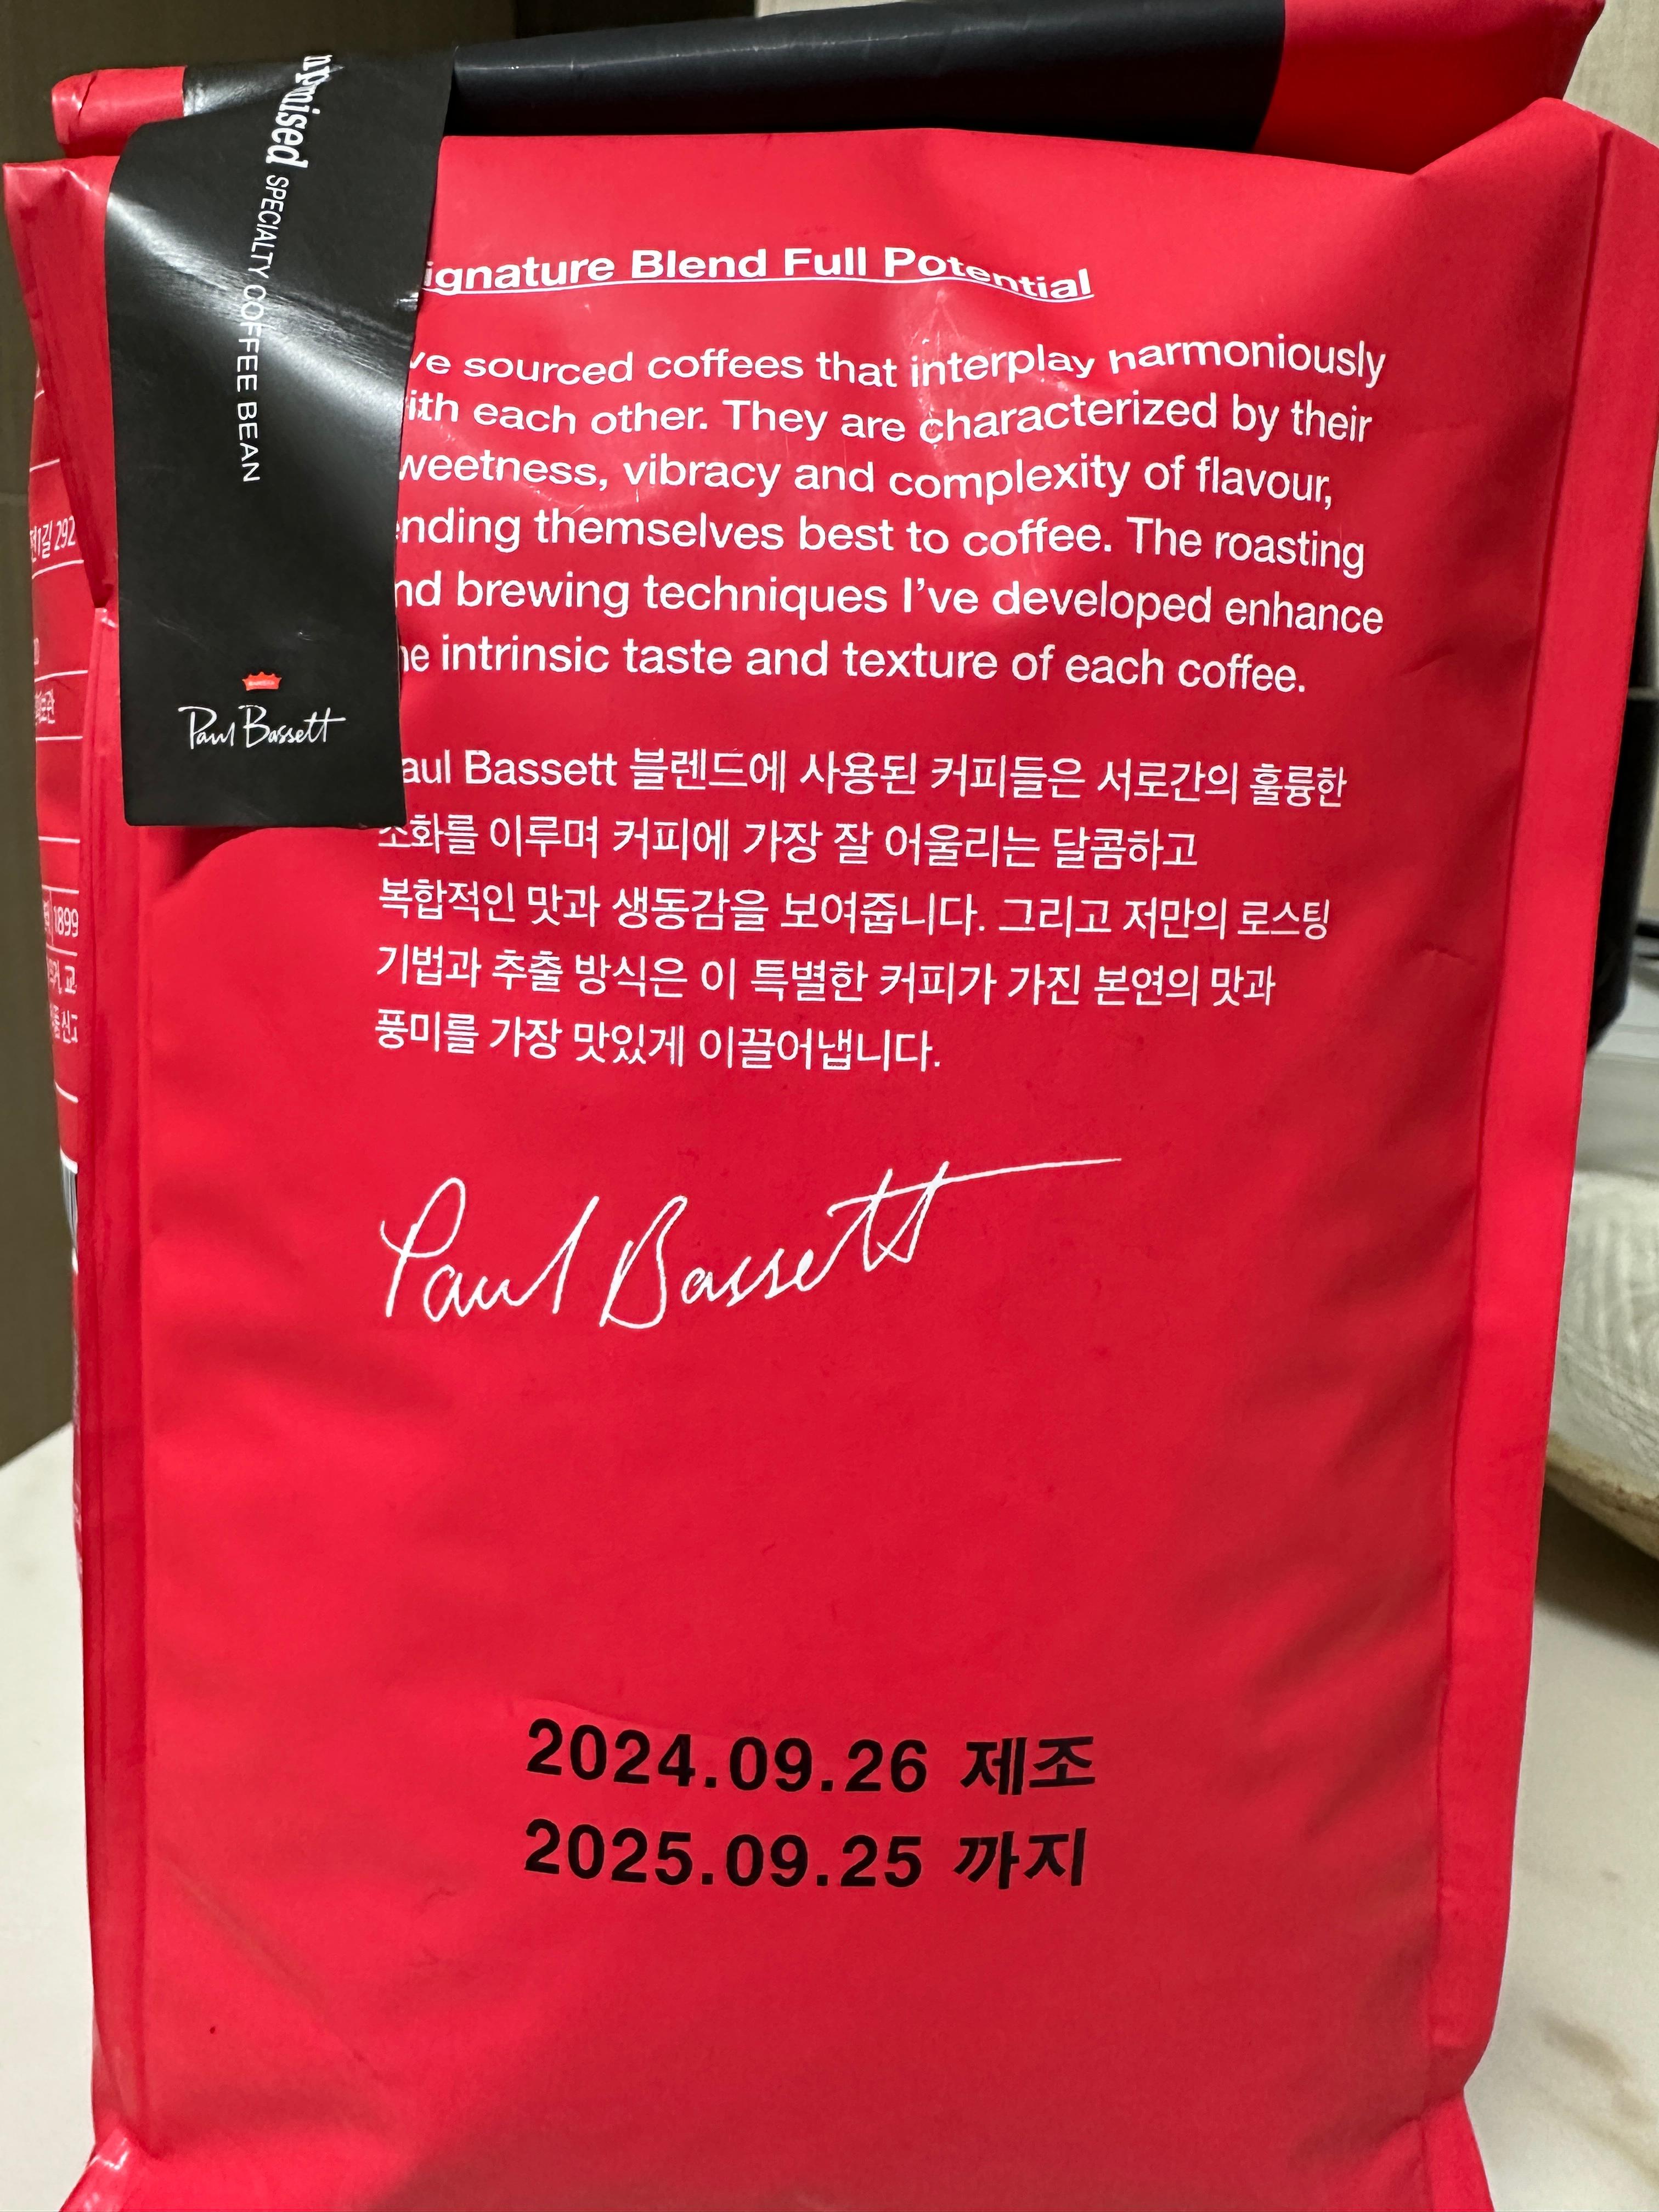 SPECIALTY COFFEE BEAN
Paul Bassett
Blend Full Potential
sourced coffees that interplay harmoniously
each other. They are characterized by their
vibracy and complexity of flavour,
themselves best to coffee. The roasting
brewing techniques I've developed enhance
intrinsic taste and texture of each coffee.
Bassett 블렌드에 사용된 커피들은 서로간의 훌륭한
이루며 커피에 가장 잘 어울리는 달콤하고
복합적인 맛과 생동감을 보여줍니다. 그리고 저만의 로스팅
기법과 추출 방식은 이 특별한 커피가 가진 본연의 맛과
풍미를 가장 맛있게 이끌어냅니다.
Paul Bassett
2024.09.26 제조
2025.09.25 까지
292
1899